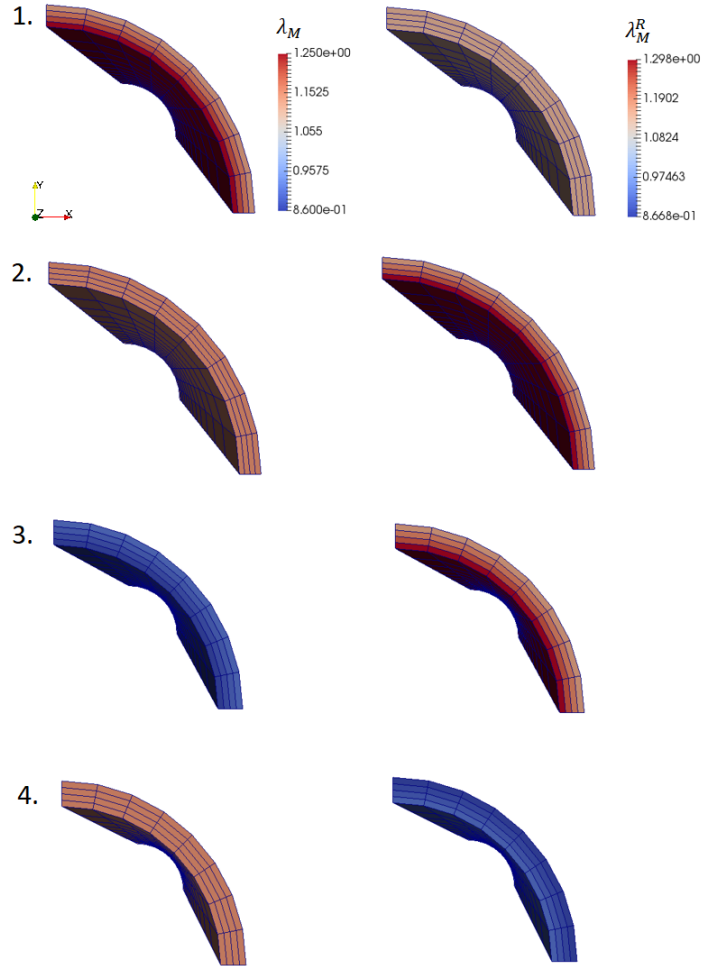 1.
λ_M
1.250e+00
1.1525
1.055
0.9575
8.600e-01
Y
Z
X
λ_M^R
1.298e+00
1.1902
1.0824
0.97463
8.668e-01
2.
3.
4.